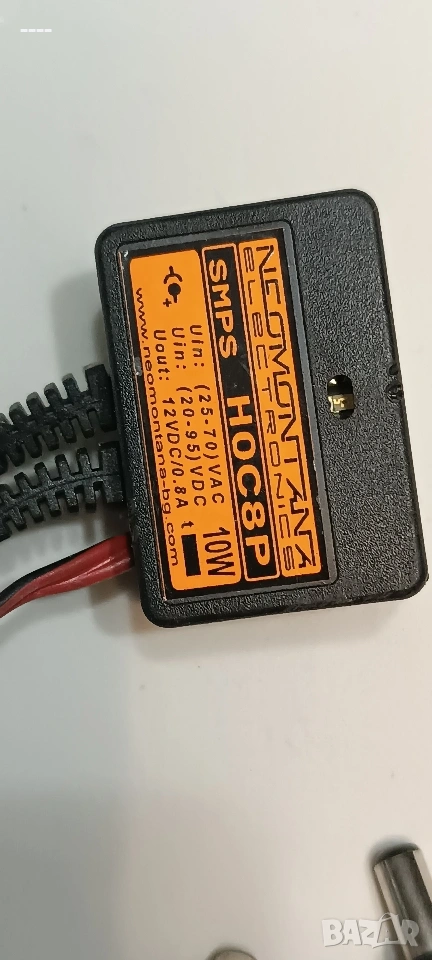 NEOMONTANA
ELECTRONICS
SMPS HOC8P
Uin: (25-70)VAC 10W
Uin: (20-95)VDC
Uout: 12VDC/0.8A t
www.neomontana-bg.com
BAZAR